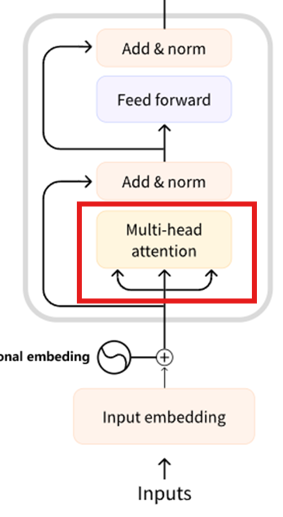 Add & norm
Feed forward
Add & norm
Multi-head
attention
onal embeding
Input embedding
Inputs